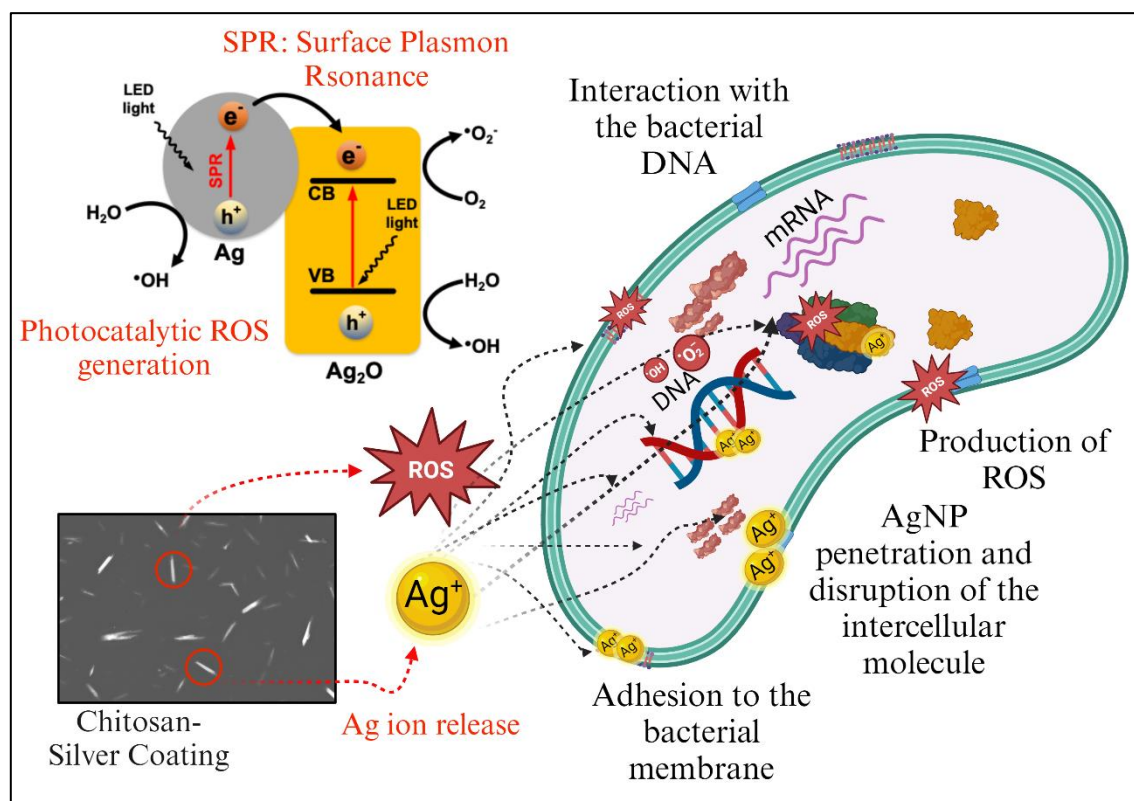 SPR: Surface Plasmon
Rsonance
LED
light
e-
SPR
h+
Ag
H2O
•OH
e-
CB
LED
light
VB
h+
Ag2O
•O2-
O2
H2O
•OH
Photocatalytic ROS
generation
ROS
Ag+
Chitosan-
Silver Coating
Ag ion release
Interaction with
the bacterial
DNA
mRNA
ROS
ROS
Ag+
•OH
•O2-
DNA
Ag+
Ag+
ROS
Production of
ROS
Ag+
Ag+
AgNP
penetration and
disruption of the
intercellular
molecule
Ag+
Ag+
Adhesion to the
bacterial
membrane